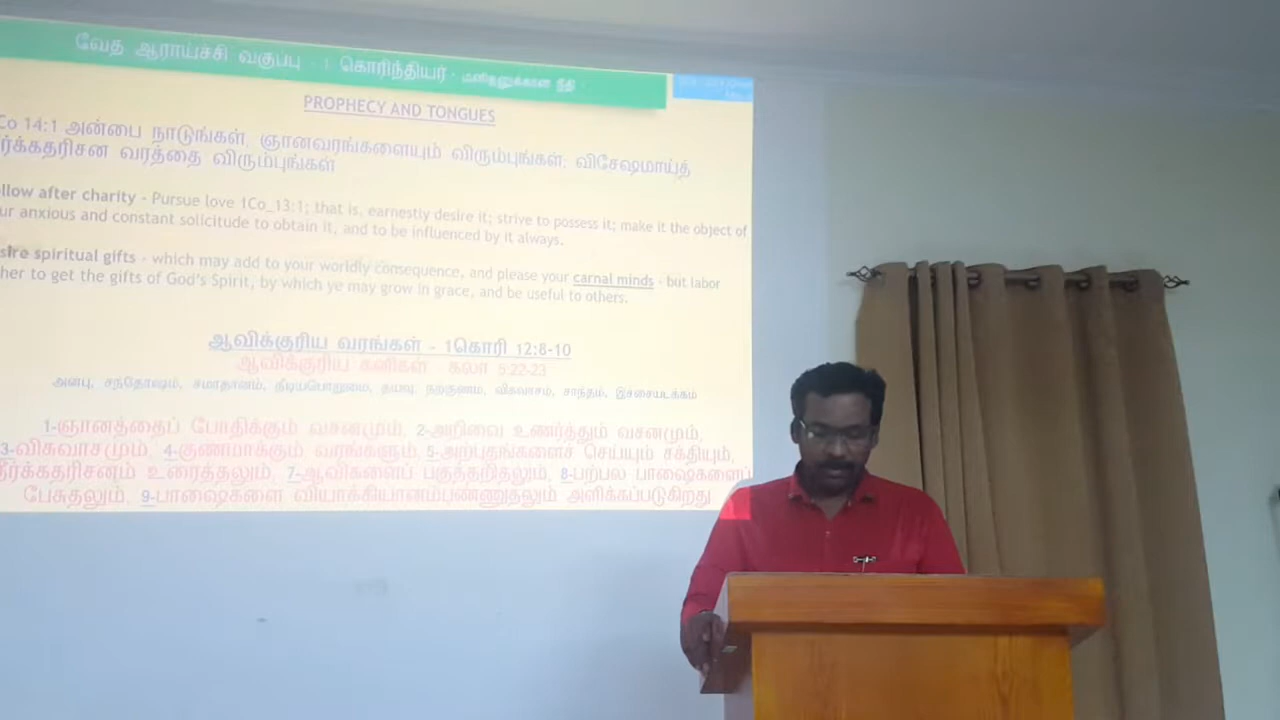 வேத ஆராய்ச்சி வகுப்பு - 1 கொரிந்தியர் - மனிதனுக்கான நீதி -
PROPHECY AND TONGUES
Co 14:1 அன்பை நாடுங்கள், ஞானவரங்களையும் விரும்புங்கள்; விசேஷமாய்த்
ர்க்கதரிசன வரத்தை விரும்புங்கள்
llow after charity - Pursue love 1Co_13:1; that is, earnestly desire it; strive to possess it; make it the object of
ur anxious and constant solicitude to obtain it, and to be influenced by it always.
sire spiritual gifts - which may add to your worldly consequence, and please your carnal minds - but labor
her to get the gifts of God's Spirit, by which ye may grow in grace, and be useful to others.
ஆவிக்குரிய வரங்கள் - 1கொரி 12:8-10
ஆவிக்குரிய கனிகள் கலா 5:22-23
அன்பு, சந்தோஷம், சமாதானம், நீடியபொறுமை, தயவு, நற்குணம், விசுவாசம், சாந்தம், இச்சையடக்கம்
1-ஞானத்தைப் போதிக்கும் வசனமும், 2-அறிவை உணர்த்தும் வசனமும்,
3-விசுவாசமும், 4-குணமாக்கும் வரங்களும், 5-அற்புதங்களைச் செய்யும் சக்தியும்,
தீர்க்கதரிசனம் உரைத்தலும், 7-ஆவிகளைப் பகுத்தறிதலும், 8-பற்பல பாஷைகளைப்
பேசுதலும், 9-பாஷைகளை வியாக்கியானம்பண்ணுதலும் அளிக்கப்படுகிறது